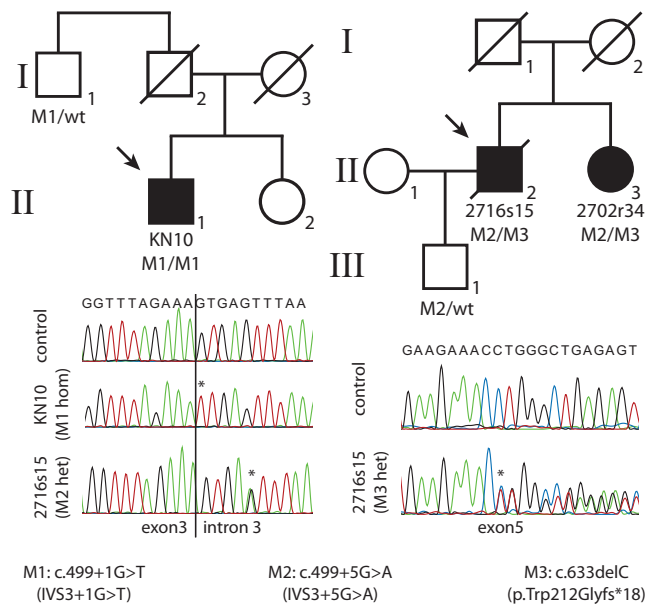 I
1
2
3
M1/wt
II
1
2
KN10
M1/M1
I
1
2
II
1
2
3
2716s15
2702r34
M2/M3
M2/M3
III
1
M2/wt
GGTTTAGAAAGTGAGTTTAA
control
KN10
(M1 hom)
*
2716s15
(M2 het)
*
exon3
intron 3
GAAGAAACCTGGGCTGAGAGT
control
2716s15
(M3 het)
*
exon5
M1: c.499+1G>T
(IVS3+1G>T)
M2: c.499+5G>A
(IVS3+5G>A)
M3: c.633delC
(p.Trp212Glyfs*18)